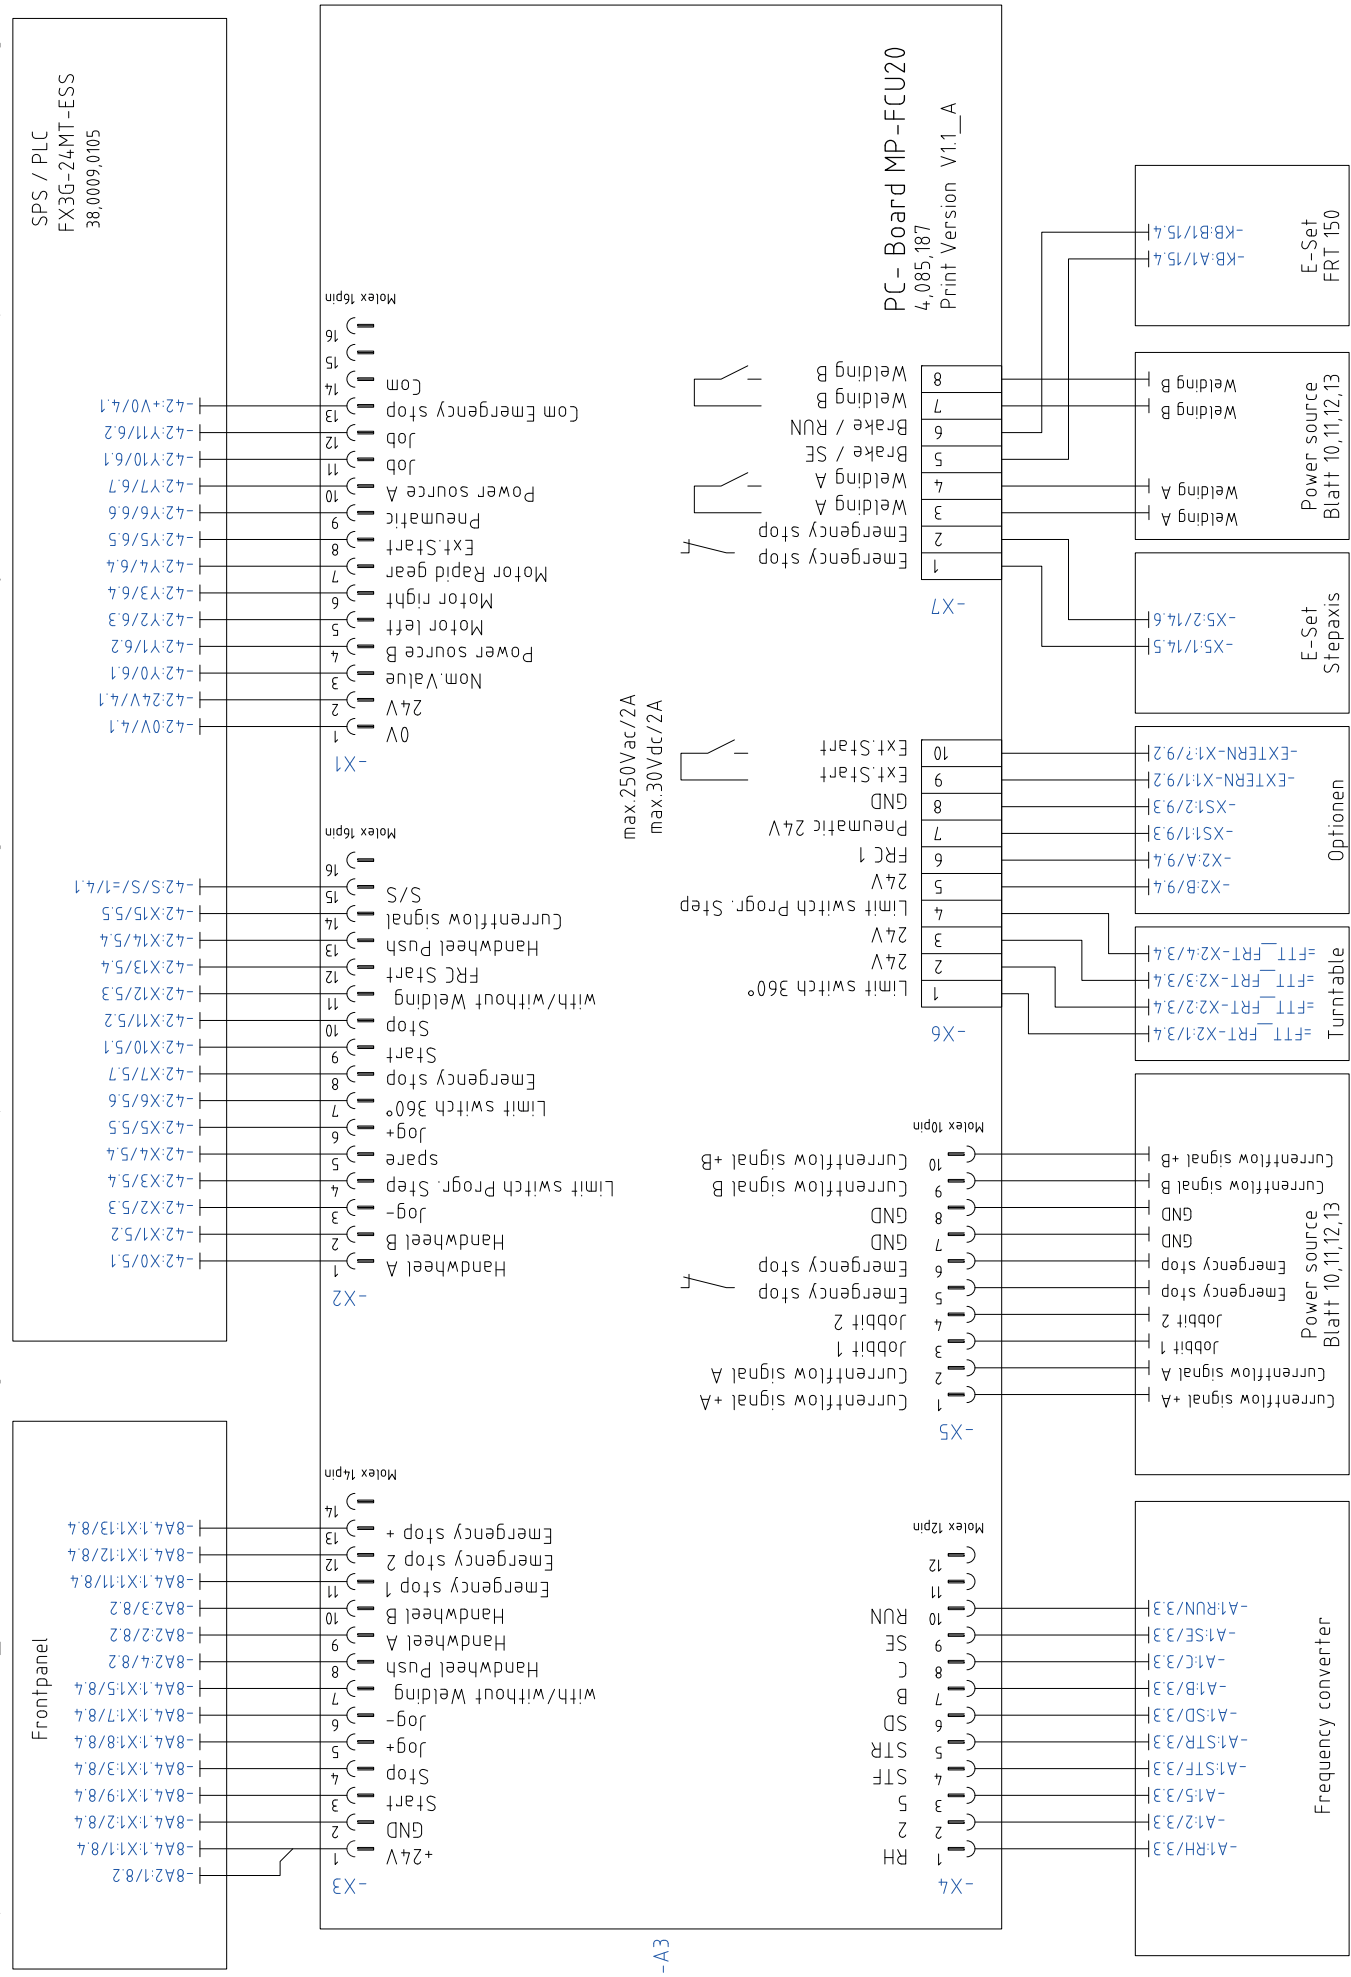 SPS / PLC
FX3G-24MT-ESS
38,0009,0105
-42:V+0/4.1
-42:Y11/6.2
-42:Y10/6.1
-42:Y7/6.7
-42:Y6/6.6
-42:Y5/6.5
-42:Y4/6.4
-42:Y3/6.4
-42:Y2/6.3
-42:Y1/6.2
-42:Y0/6.1
-42:24V/4.1
-42:0V/4.1
-42:S/S/=1/4.1
-42:X15/5.5
-42:X14/5.4
-42:X13/5.4
-42:X12/5.3
-42:X11/5.2
-42:X10/5.1
-42:X7/5.7
-42:X6/5.6
-42:X5/5.5
-42:X4/5.4
-42:X3/5.4
-42:X2/5.3
-42:X1/5.2
-42:X0/5.1
Frontpanel
-8A4.1:X1:13/8.4
-8A4.1:X1:12/8.4
-8A4.1:X1:11/8.4
-8A2:3/8.2
-8A2:2/8.2
-8A2:4/8.2
-8A4.1:X1:5/8.4
-8A4.1:X1:7/8.4
-8A4.1:X1:8/8.4
-8A4.1:X1:3/8.4
-8A4.1:X1:9/8.4
-8A4.1:X1:2/8.4
-8A4.1:X1:1/8.4
-8A2:1/8.2
Molex 16pin
16
15
14 Com
13 Com Emergency stop
12 Job
11 Job
10 Power source A
9 Pneumatic
8 Ext.Start
7 Motor Rapid gear
6 Motor right
5 Motor left
4 Power source B
3 Nom.Value
2 24V
1 0V
-X1
Molex 16pin
16
15 S/S
14 Currentflow signal
13 Handwheel Push
12 FRC Start
11 with/without Welding
10 Stop
9 Start
8 Emergency stop
7 Limit switch 360°
6 Jog+
5 spare
4 Limit switch Progr. Step
3 Jog-
2 Handwheel B
1 Handwheel A
-X2
Molex 14pin
14
13 Emergency stop +
12 Emergency stop 2
11 Emergency stop 1
10 Handwheel B
9 Handwheel A
8 Handwheel Push
7 with/without Welding
6 Jog-
5 Jog+
4 Stop
3 Start
2 GND
1 +24V
-X3
PC- Board MP-FCU20
4,085,187
Print Version V1.1_A
Welding B 8
Welding B 7
Brake / RUN 6
Brake / SE 5
Welding A 4
Welding A 3
Emergency stop 2
Emergency stop 1
-X7
max.250Vac/2A
max.30Vdc/2A
Ext.Start 10
Ext.Start 9
GND 8
Pneumatic 24V 7
FRC 1 6
24V 5
Limit switch Progr. Step 4
24V 3
24V 2
Limit switch 360° 1
-X6
Molex 10pin
Currentflow signal +B 10
Currentflow signal B 9
GND 8
GND 7
Emergency stop 6
Emergency stop 5
Jobbit 2 4
Jobbit 1 3
Currentflow signal A 2
Currentflow signal +A 1
-X5
Molex 12pin
12
11
RUN 10
SE 9
C 8
B 7
SD 6
STR 5
STF 4
5 3
2 2
RH 1
-X4
-A3
-KB:B1/15.4
-KB:A1/15.4
E-Set
FRT 150
Welding B
Welding B
Welding A
Welding A
Power source
Blatt 10,11,12,13
-X5:2/14.6
-X5:1/14.5
E-Set
Stepaxis
-EXTERN-X1:?/9.2
-EXTERN-X1:1/9.2
-XS1:2/9.3
-XS1:1/9.3
-X2:A/9.4
-X2:B/9.4
Optionen
=FTT_FRT-X2:4/3.4
=FTT_FRT-X2:3/3.4
=FTT_FRT-X2:2/3.4
=FTT_FRT-X2:1/3.4
Turntable
Currentflow signal +B
Currentflow signal B
GND
GND
Emergency stop
Emergency stop
Jobbit 2
Jobbit 1
Currentflow signal A
Currentflow signal +A
Power source
Blatt 10,11,12,13
-A1:RUN/3.3
-A1:SE/3.3
-A1:C/3.3
-A1:B/3.3
-A1:SD/3.3
-A1:STR/3.3
-A1:STF/3.3
-A1:5/3.3
-A1:2/3.3
-A1:RH/3.3
Frequency converter